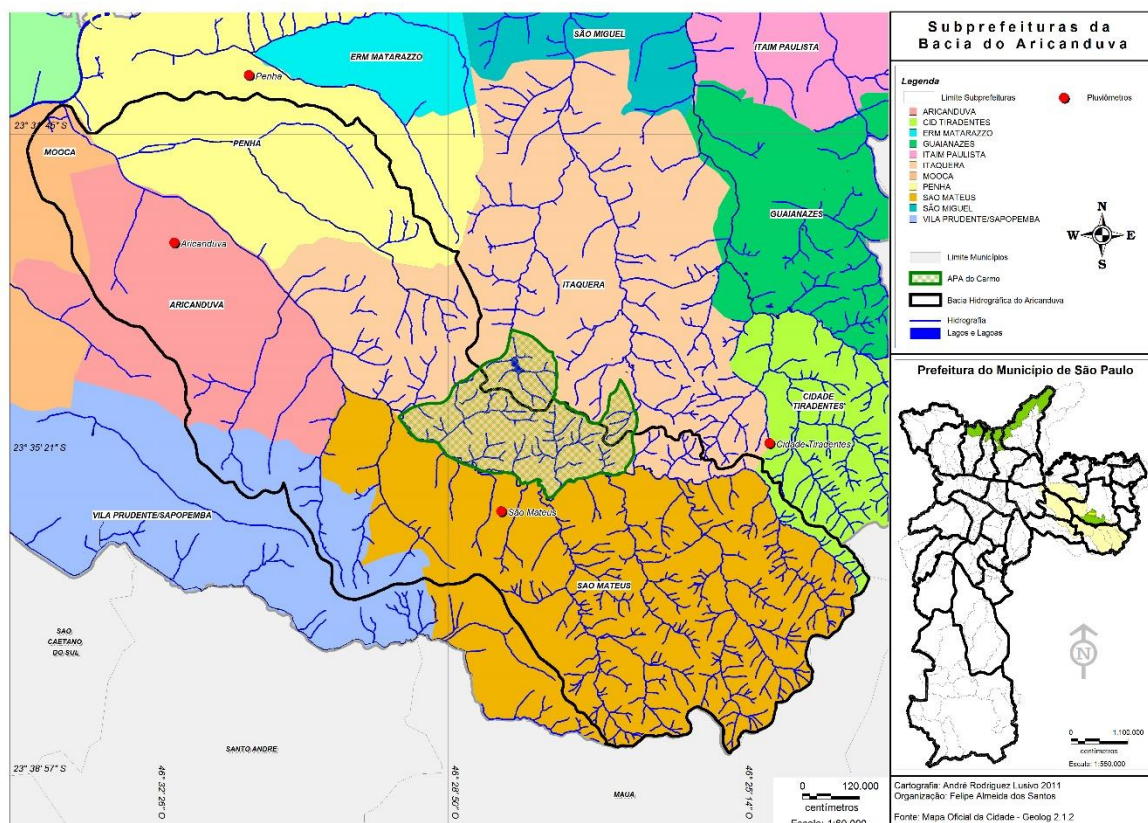 SÃO MIGUEL
ITAIM PAULISTA
ERM MATARAZZO
Penha
23° 31' 45" S
MOOCA
PENHA
GUAIANAZES
Aricanduva
ITAQUERA
ARICANDUVA
CIDADE
TIRADENTES
23° 35' 21" S
Cidade Tiradentes
São Mateus
VILA PRUDENTE/SAPOPEMBA
SAO MATEUS
SAO
CAETANO
DO SUL
SANTO ANDRE
MAUA
23° 38' 57" S
46° 32' 25" O
46° 28' 50" O
46° 25' 14" O
0 120.000
centímetros
Escala: 1:60.000
Subprefeituras da
Bacia do Aricanduva
Legenda
Limite Subprefeituras
Pluviômetros
ARICANDUVA
CID TIRADENTES
ERM MATARAZZO
GUAIANAZES
ITAIM PAULISTA
ITAQUERA
MOOCA
PENHA
SAO MATEUS
SÃO MIGUEL
VILA PRUDENTE/SAPOPEMBA
N
W E
S
Limite Municípios
APA do Carmo
Bacia Hidrográfica do Aricanduva
Hidrografia
Lagos e Lagoas
Prefeitura do Município de São Paulo
N
0 1.100.000
centímetros
Escala: 1:550.000
Cartografia: André Rodriguez Lusivo 2011
Organização: Felipe Almeida dos Santos
Fonte: Mapa Oficial da Cidade - Geolog 2.1.2